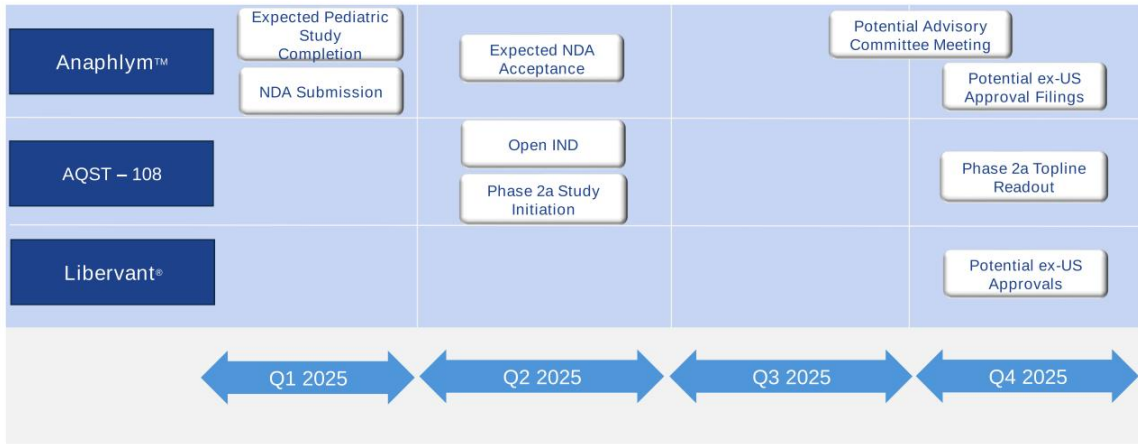 Anaphlym™
Expected Pediatric
Study
Completion
NDA Submission
Expected NDA
Acceptance
Potential Advisory
Committee Meeting
Potential ex-US
Approval Filings
AQST – 108
Open IND
Phase 2a Study
Initiation
Phase 2a Topline
Readout
Libervant®
Potential ex-US
Approvals
Q1 2025
Q2 2025
Q3 2025
Q4 2025